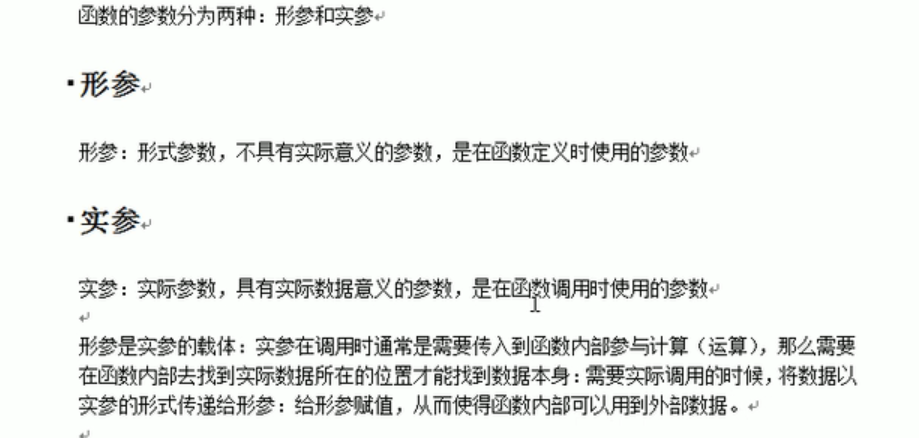 函数的参数分为两种：形参和实参
形参
形参：形式参数，不具有实际意义的参数，是在函数定义时使用的参数
实参
实参：实际参数，具有实际数据意义的参数，是在函数调用时使用的参数
形参是实参的载体：实参在调用时通常是需要传入到函数内部参与计算（运算），那么需要
在函数内部去找到实际数据所在的位置才能找到数据本身：需要实际调用的时候，将数据以
实参的形式传递给形参：给形参赋值，从而使得函数内部可以用到外部数据。